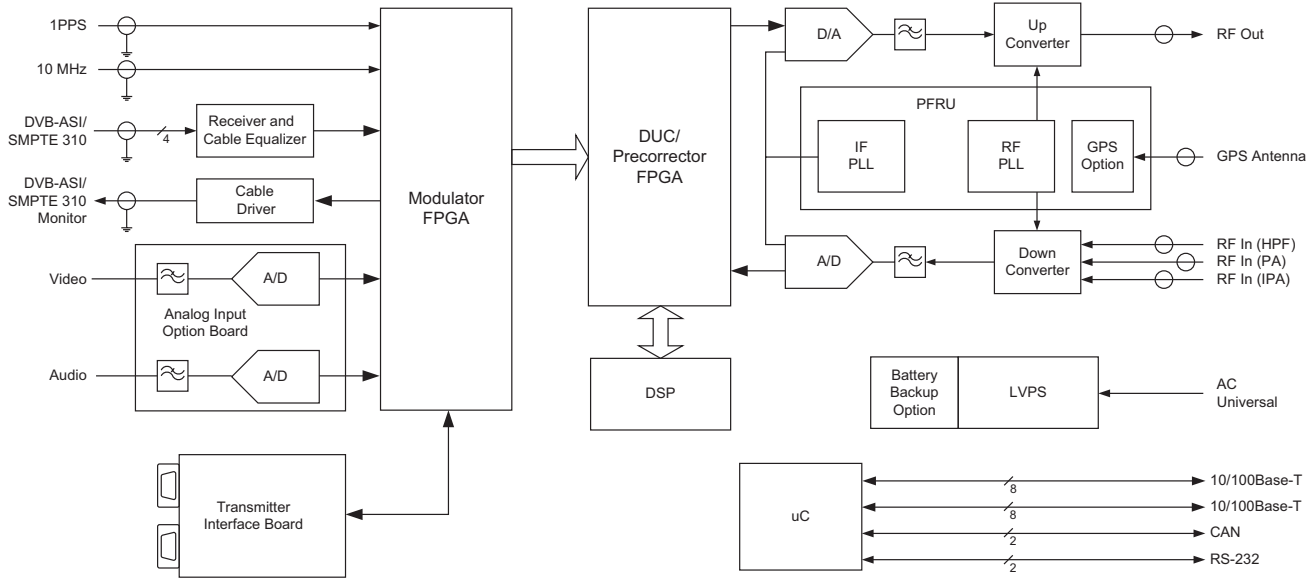 1PPS
10 MHz
DVB-ASI/
SMPTE 310
4
Receiver and
Cable Equalizer
DVB-ASI/
SMPTE 310
Monitor
Cable
Driver
Video
A/D
Analog Input
Option Board
Audio
A/D
Modulator
FPGA
Transmitter
Interface Board
DUC/
Precorrector
FPGA
DSP
D/A
Up
Converter
RF Out
PFRU
IF
PLL
RF
PLL
GPS
Option
GPS Antenna
A/D
Down
Converter
RF In (HPF)
RF In (PA)
RF In (IPA)
Battery
Backup
Option
LVPS
AC
Universal
uC
8
10/100Base-T
8
10/100Base-T
2
CAN
2
RS-232